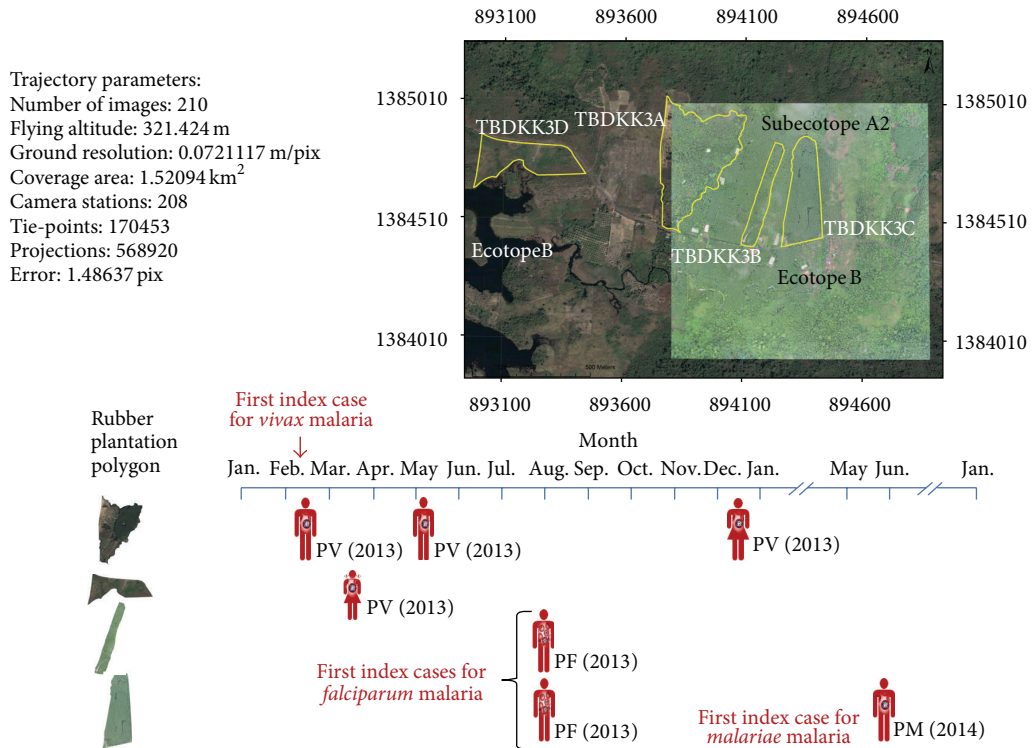 893100 893600 894100 894600
Trajectory parameters:
Number of images: 210
Flying altitude: 321.424 m
Ground resolution: 0.0721117 m/pix
Coverage area: 1.52094 km²
Camera stations: 208
Tie-points: 170453
Projections: 568920
Error: 1.48637 pix
1385010 1385010
1384510 1384510
1384010 1384010
N
TBDKK3D
TBDKK3A
Subecotope A2
EcotopeB
TBDKK3B
TBDKK3C
Ecotope B
500 Meters
893100 893600 894100 894600
First index case
for vivax malaria
Rubber
plantation
polygon
Month
Jan. Feb. Mar. Apr. May Jun. Jul. Aug. Sep. Oct. Nov. Dec. Jan. May Jun. Jan.
PV (2013) PV (2013) PV (2013)
PV (2013)
First index cases for
falciparum malaria
PF (2013)
PF (2013)
First index case for
malariae malaria
PM (2014)